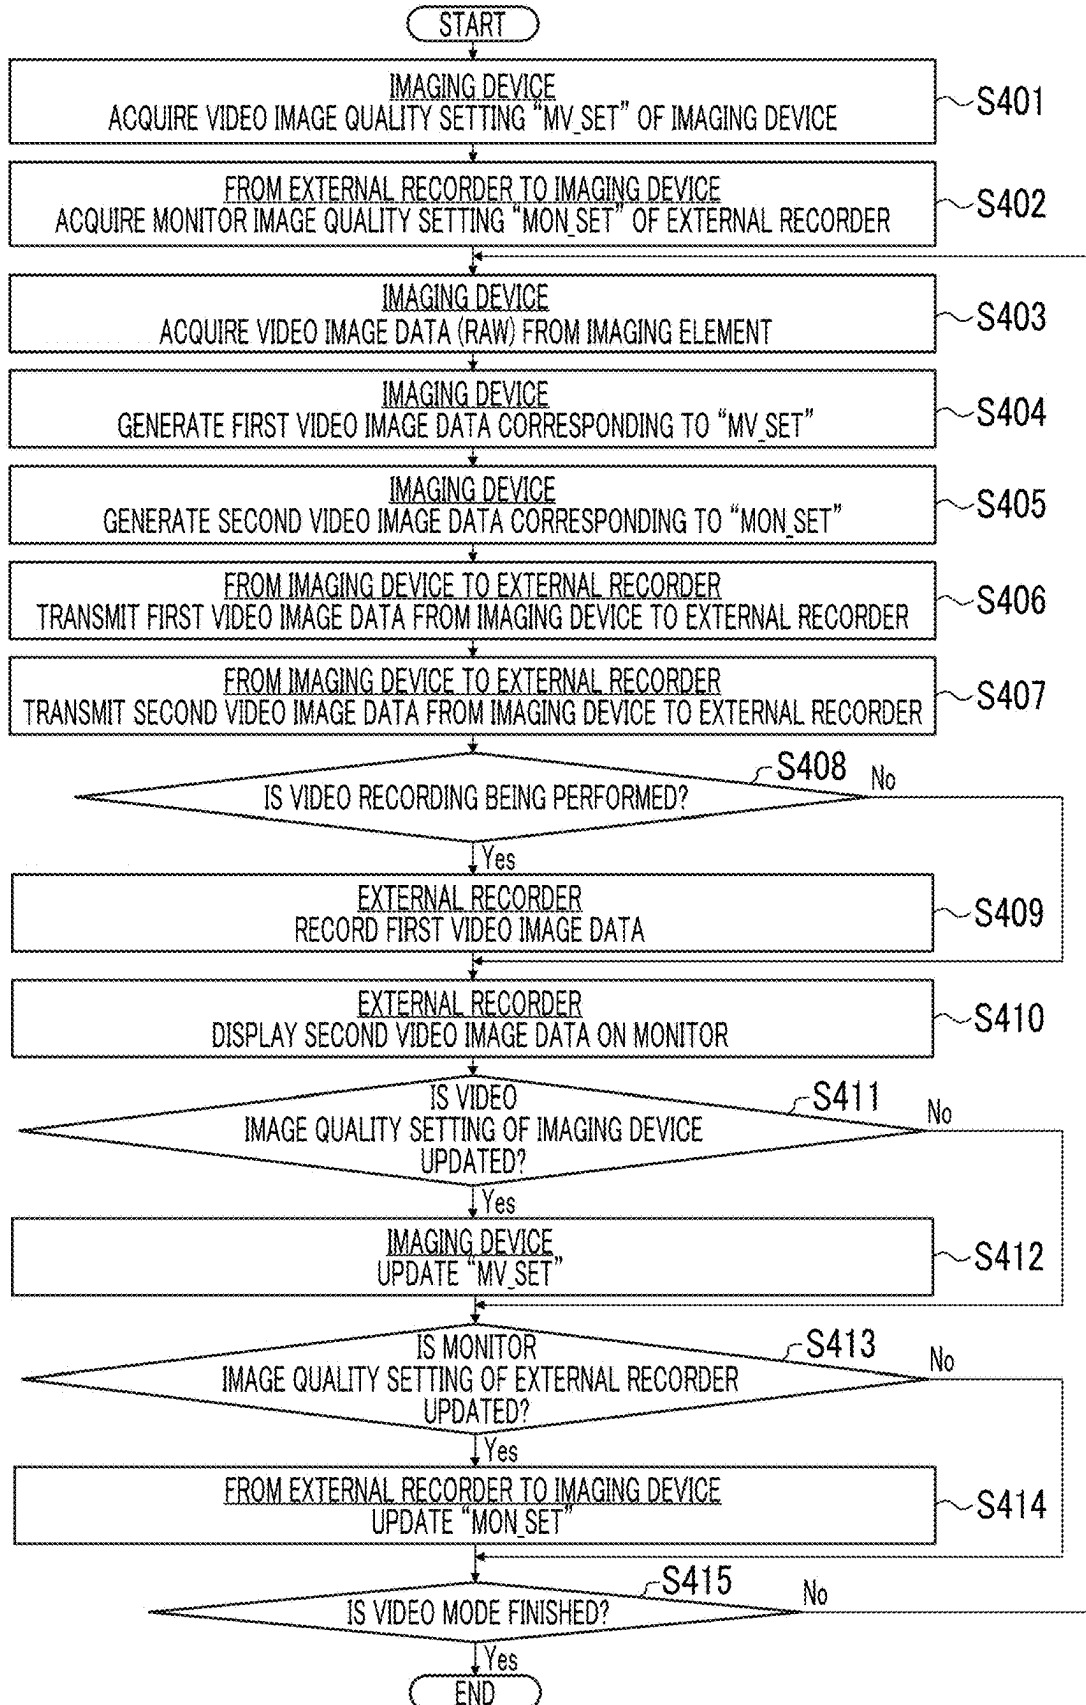 START
IMAGING DEVICE
ACQUIRE VIDEO IMAGE QUALITY SETTING “MV_SET” OF IMAGING DEVICE
S401
FROM EXTERNAL RECORDER TO IMAGING DEVICE
ACQUIRE MONITOR IMAGE QUALITY SETTING “MON_SET” OF EXTERNAL RECORDER
S402
IMAGING DEVICE
ACQUIRE VIDEO IMAGE DATA (RAW) FROM IMAGING ELEMENT
S403
IMAGING DEVICE
GENERATE FIRST VIDEO IMAGE DATA CORRESPONDING TO “MV_SET”
S404
IMAGING DEVICE
GENERATE SECOND VIDEO IMAGE DATA CORRESPONDING TO “MON_SET”
S405
FROM IMAGING DEVICE TO EXTERNAL RECORDER
TRANSMIT FIRST VIDEO IMAGE DATA FROM IMAGING DEVICE TO EXTERNAL RECORDER
S406
FROM IMAGING DEVICE TO EXTERNAL RECORDER
TRANSMIT SECOND VIDEO IMAGE DATA FROM IMAGING DEVICE TO EXTERNAL RECORDER
S407
S408
No
IS VIDEO RECORDING BEING PERFORMED?
Yes
EXTERNAL RECORDER
RECORD FIRST VIDEO IMAGE DATA
S409
EXTERNAL RECORDER
DISPLAY SECOND VIDEO IMAGE DATA ON MONITOR
S410
S411
No
IS VIDEO
IMAGE QUALITY SETTING OF IMAGING DEVICE
UPDATED?
Yes
IMAGING DEVICE
UPDATE “MV_SET”
S412
S413
No
IS MONITOR
IMAGE QUALITY SETTING OF EXTERNAL RECORDER
UPDATED?
Yes
FROM EXTERNAL RECORDER TO IMAGING DEVICE
UPDATE “MON_SET”
S414
S415
No
IS VIDEO MODE FINISHED?
Yes
END